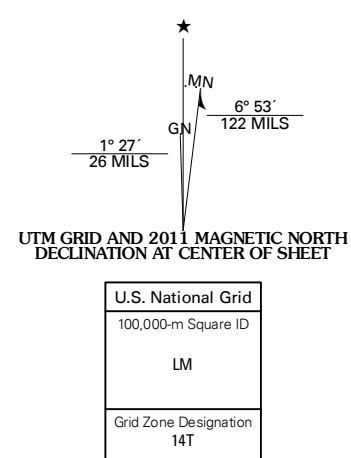 ★
MN
GN
6° 53´
122 MILS
1° 27´
26 MILS
UTM GRID AND 2011 MAGNETIC NORTH
DECLINATION AT CENTER OF SHEET
U.S. National Grid
100,000-m Square ID
LM
Grid Zone Designation
14T